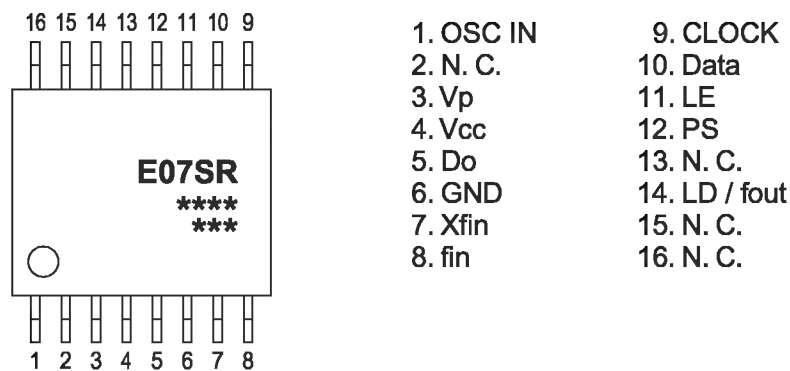 16 15 14 13 12 11 10 9
E07SR
****
***
1 2 3 4 5 6 7 8
1. OSC IN
2. N. C.
3. Vp
4. Vcc
5. Do
6. GND
7. Xfin
8. fin
9. CLOCK
10. Data
11. LE
12. PS
13. N. C.
14. LD / fout
15. N. C.
16. N. C.